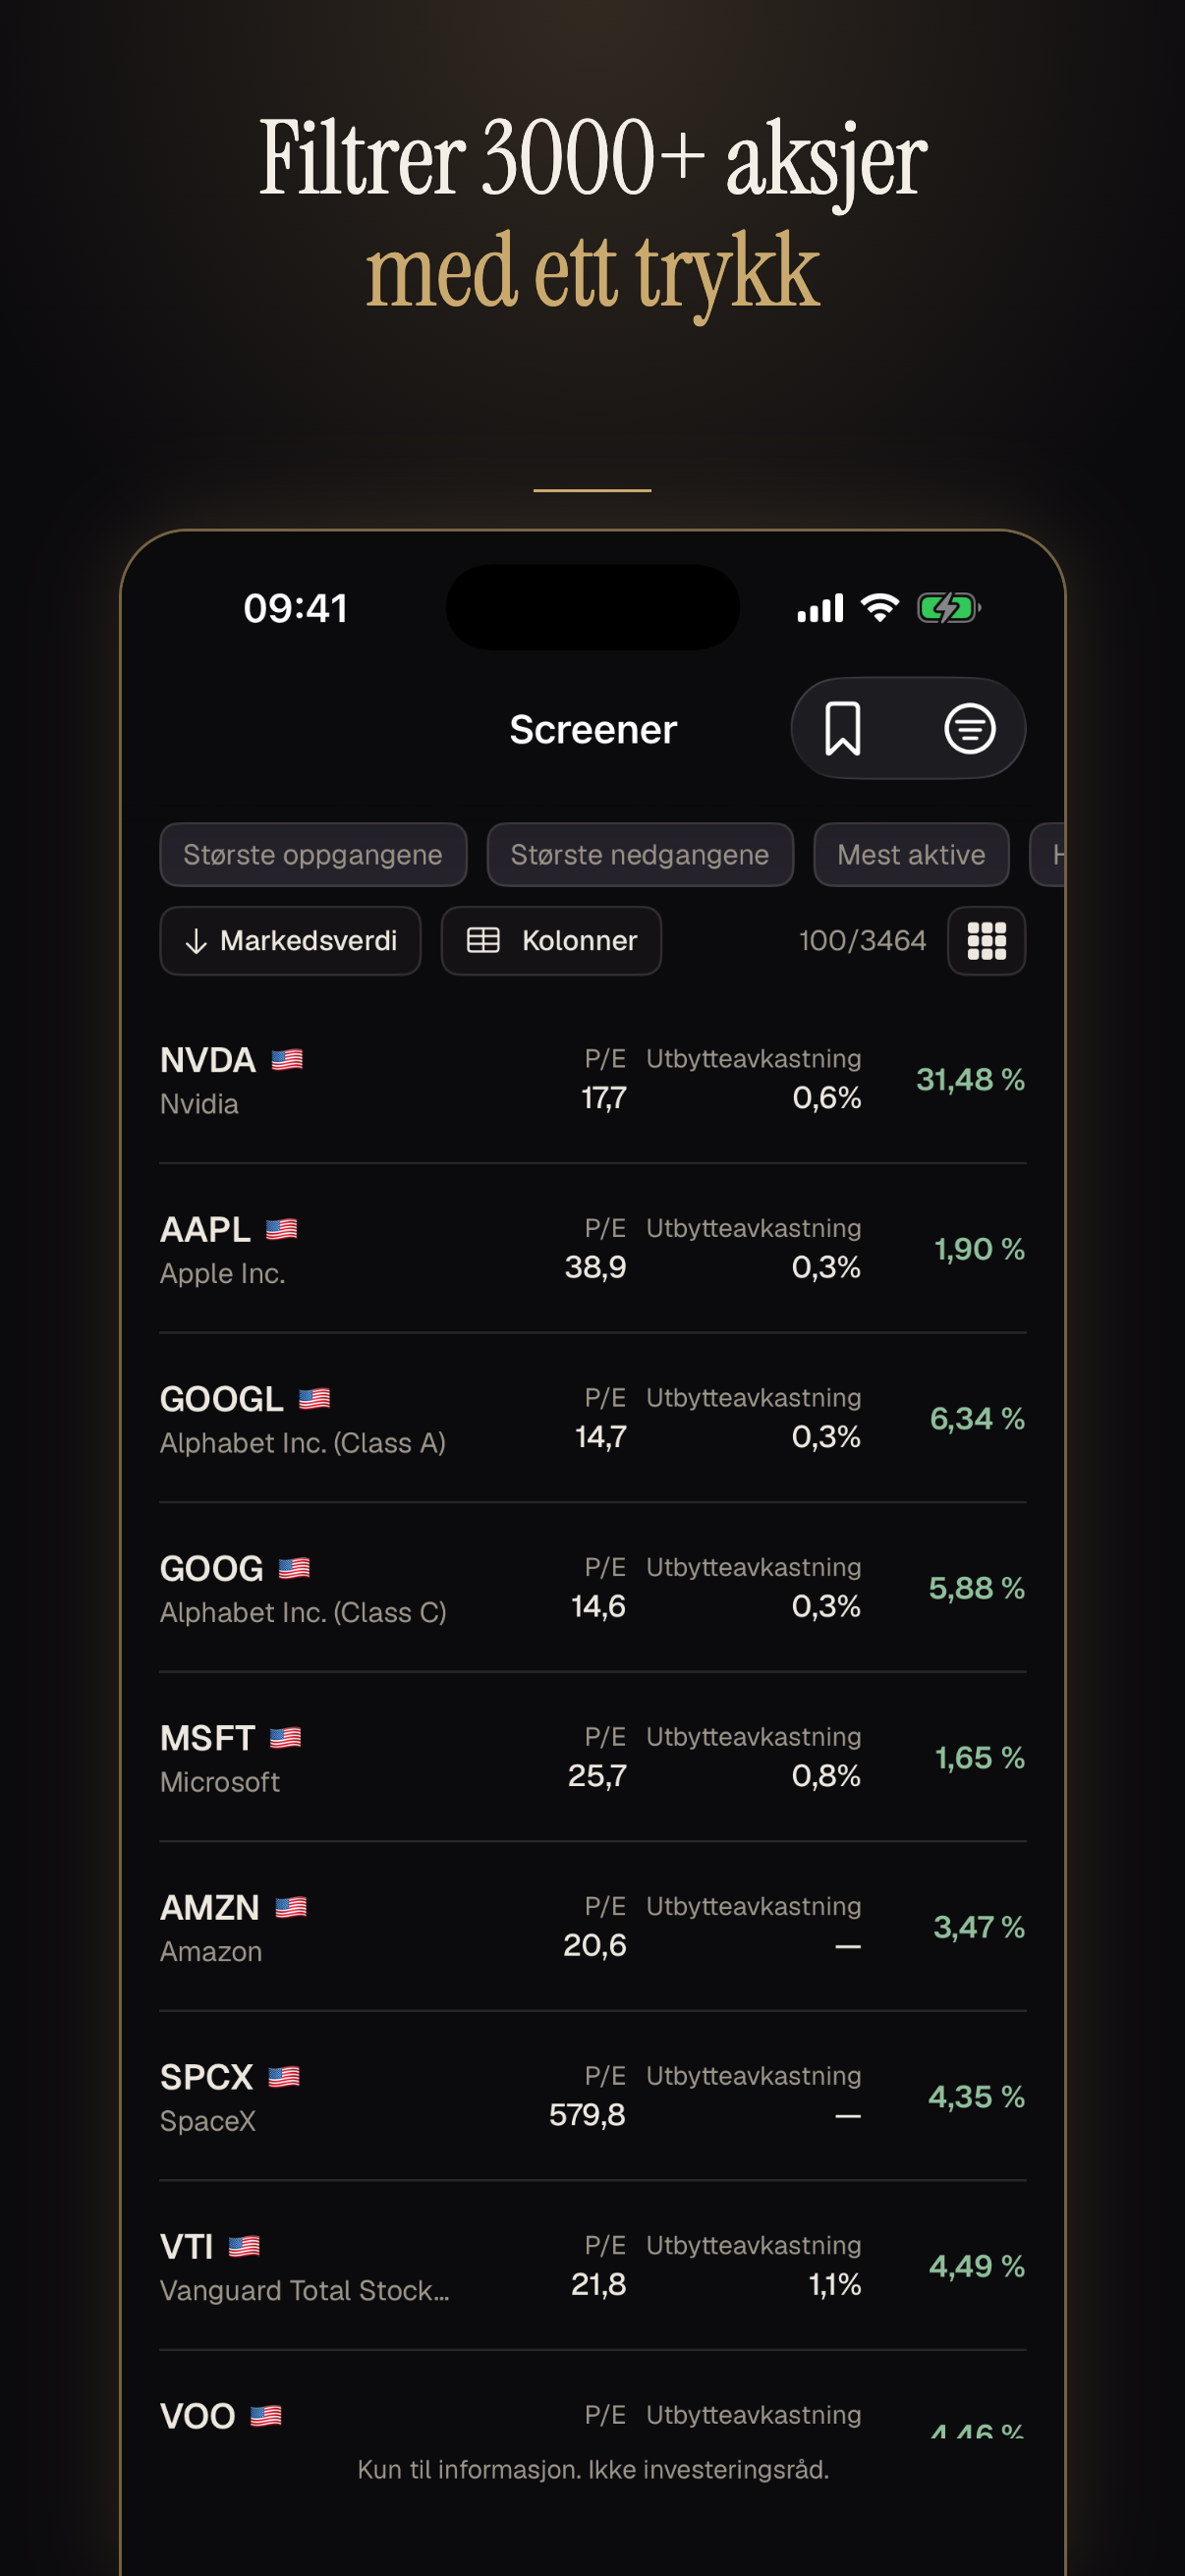 Filtrer 3000+ aksjer
med ett trykk
09:41
Screener
Største oppgangene Største nedgangene Mest aktive H
↓ Markedsverdi Kolonner 100/3464
NVDA 🇺🇸 P/E Utbytteavkastning 31,48 %
Nvidia 17,7 0,6%
AAPL 🇺🇸 P/E Utbytteavkastning 1,90 %
Apple Inc. 38,9 0,3%
GOOGL 🇺🇸 P/E Utbytteavkastning 6,34 %
Alphabet Inc. (Class A) 14,7 0,3%
GOOG 🇺🇸 P/E Utbytteavkastning 5,88 %
Alphabet Inc. (Class C) 14,6 0,3%
MSFT 🇺🇸 P/E Utbytteavkastning 1,65 %
Microsoft 25,7 0,8%
AMZN 🇺🇸 P/E Utbytteavkastning 3,47 %
Amazon 20,6 —
SPCX 🇺🇸 P/E Utbytteavkastning 4,35 %
SpaceX 579,8 —
VTI 🇺🇸 P/E Utbytteavkastning 4,49 %
Vanguard Total Stock... 21,8 1,1%
VOO 🇺🇸 P/E Utbytteavkastning 4,46 %
Kun til informasjon. Ikke investeringsråd.